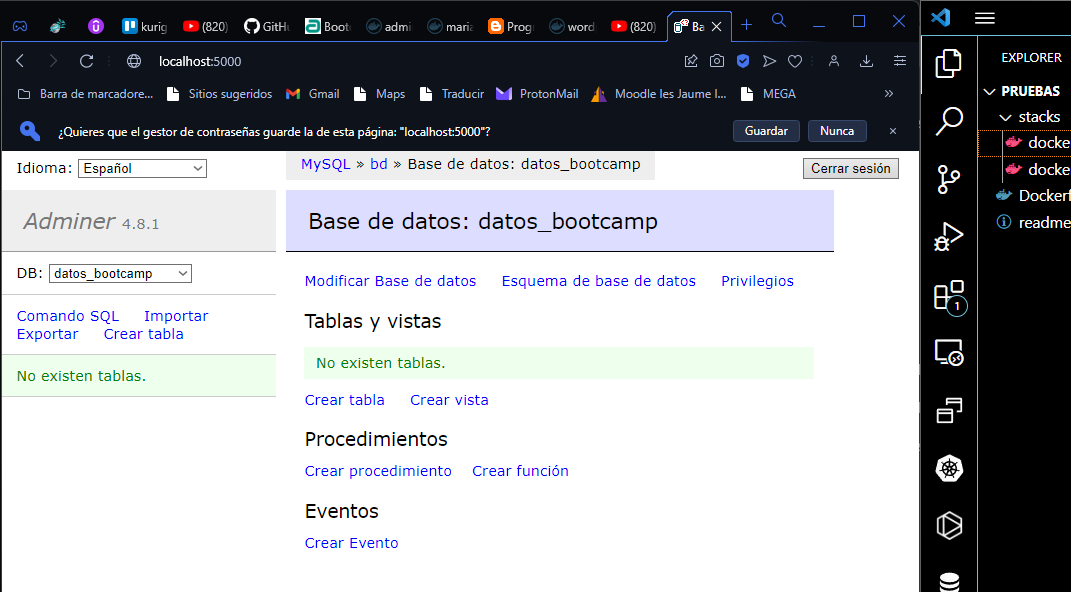 kurig
(820)
GitHu
Boot
admi
maria
Prog
word
(820)
Ba
localhost:5000
Barra de marcadore...
Sitios sugeridos
Gmail
Maps
Traducir
ProtonMail
Moodle Ies Jaume I...
MEGA
»
¿Quieres que el gestor de contraseñas guarde la de esta página: "localhost:5000"?
Guardar
Nunca
Idioma: Español
MySQL » bd » Base de datos: datos_bootcamp
Cerrar sesión
Adminer 4.8.1
Base de datos: datos_bootcamp
DB: datos_bootcamp
Modificar Base de datos
Esquema de base de datos
Privilegios
Comando SQL
Importar
Exportar
Crear tabla
Tablas y vistas
No existen tablas.
No existen tablas.
Crear tabla
Crear vista
Procedimientos
Crear procedimiento
Crear función
Eventos
Crear Evento
EXPLORER
PRUEBAS
stacks
docke
docke
Dockerf
readme
1